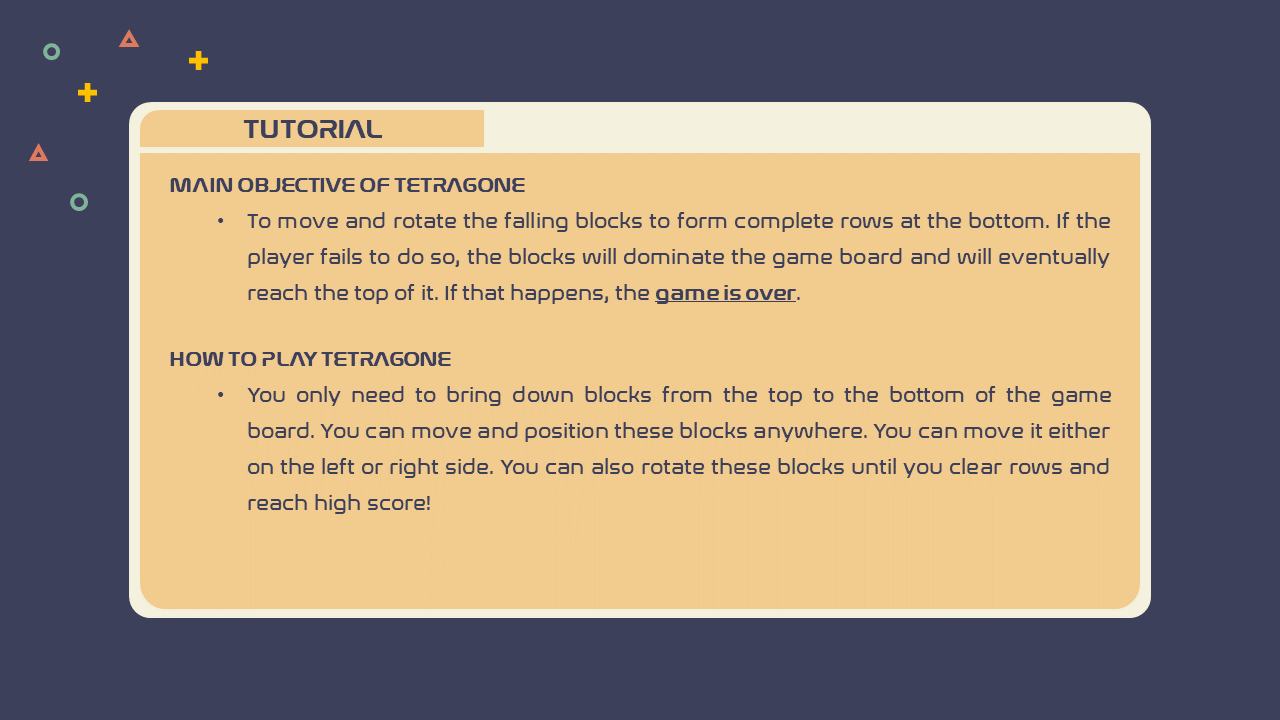 TUTORIAL
MAIN OBJECTIVE OF TETRAGONE
• To move and rotate the falling blocks to form complete rows at the bottom. If the
player fails to do so, the blocks will dominate the game board and will eventually
reach the top of it. If that happens, the game is over.
HOW TO PLAY TETRAGONE
• You only need to bring down blocks from the top to the bottom of the game
board. You can move and position these blocks anywhere. You can move it either
on the left or right side. You can also rotate these blocks until you clear rows and
reach high score!